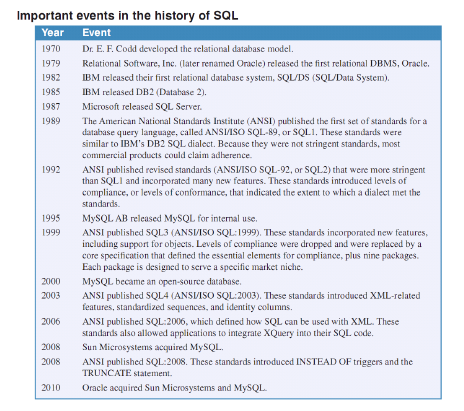 Important events in the history of SQL
Year Event
1970 Dr. E. F. Codd developed the relational database model.
1979 Relational Software, Inc. (later renamed Oracle) released the first relational DBMS, Oracle.
1982 IBM released their first relational database system, SQL/DS (SQL/Data System).
1985 IBM released DB2 (Database 2).
1987 Microsoft released SQL Server.
1989 The American National Standards Institute (ANSI) published the first set of standards for a
database query language, called ANSI/ISO SQL-89, or SQL1. These standards were
similar to IBM's DB2 SQL dialect. Because they were not stringent standards, most
commercial products could claim adherence.
1992 ANSI published revised standards (ANSI/ISO SQL-92, or SQL2) that were more stringent
than SQL1 and incorporated many new features. These standards introduced levels of
compliance, or levels of conformance, that indicated the extent to which a dialect met the
standards.
1995 MySQL AB released MySQL for internal use.
1999 ANSI published SQL3 (ANSI/ISO SQL:1999). These standards incorporated new features,
including support for objects. Levels of compliance were dropped and were replaced by a
core specification that defined the essential elements for compliance, plus nine packages.
Each package is designed to serve a specific market niche.
2000 MySQL became an open-source database.
2003 ANSI published SQL4 (ANSI/ISO SQL:2003). These standards introduced XML-related
features, standardized sequences, and identity columns.
2006 ANSI published SQL:2006, which defined how SQL can be used with XML. These
standards also allowed applications to integrate XQuery into their SQL code.
2008 Sun Microsystems acquired MySQL.
2008 ANSI published SQL:2008. These standards introduced INSTEAD OF triggers and the
TRUNCATE statement.
2010 Oracle acquired Sun Microsystems and MySQL.